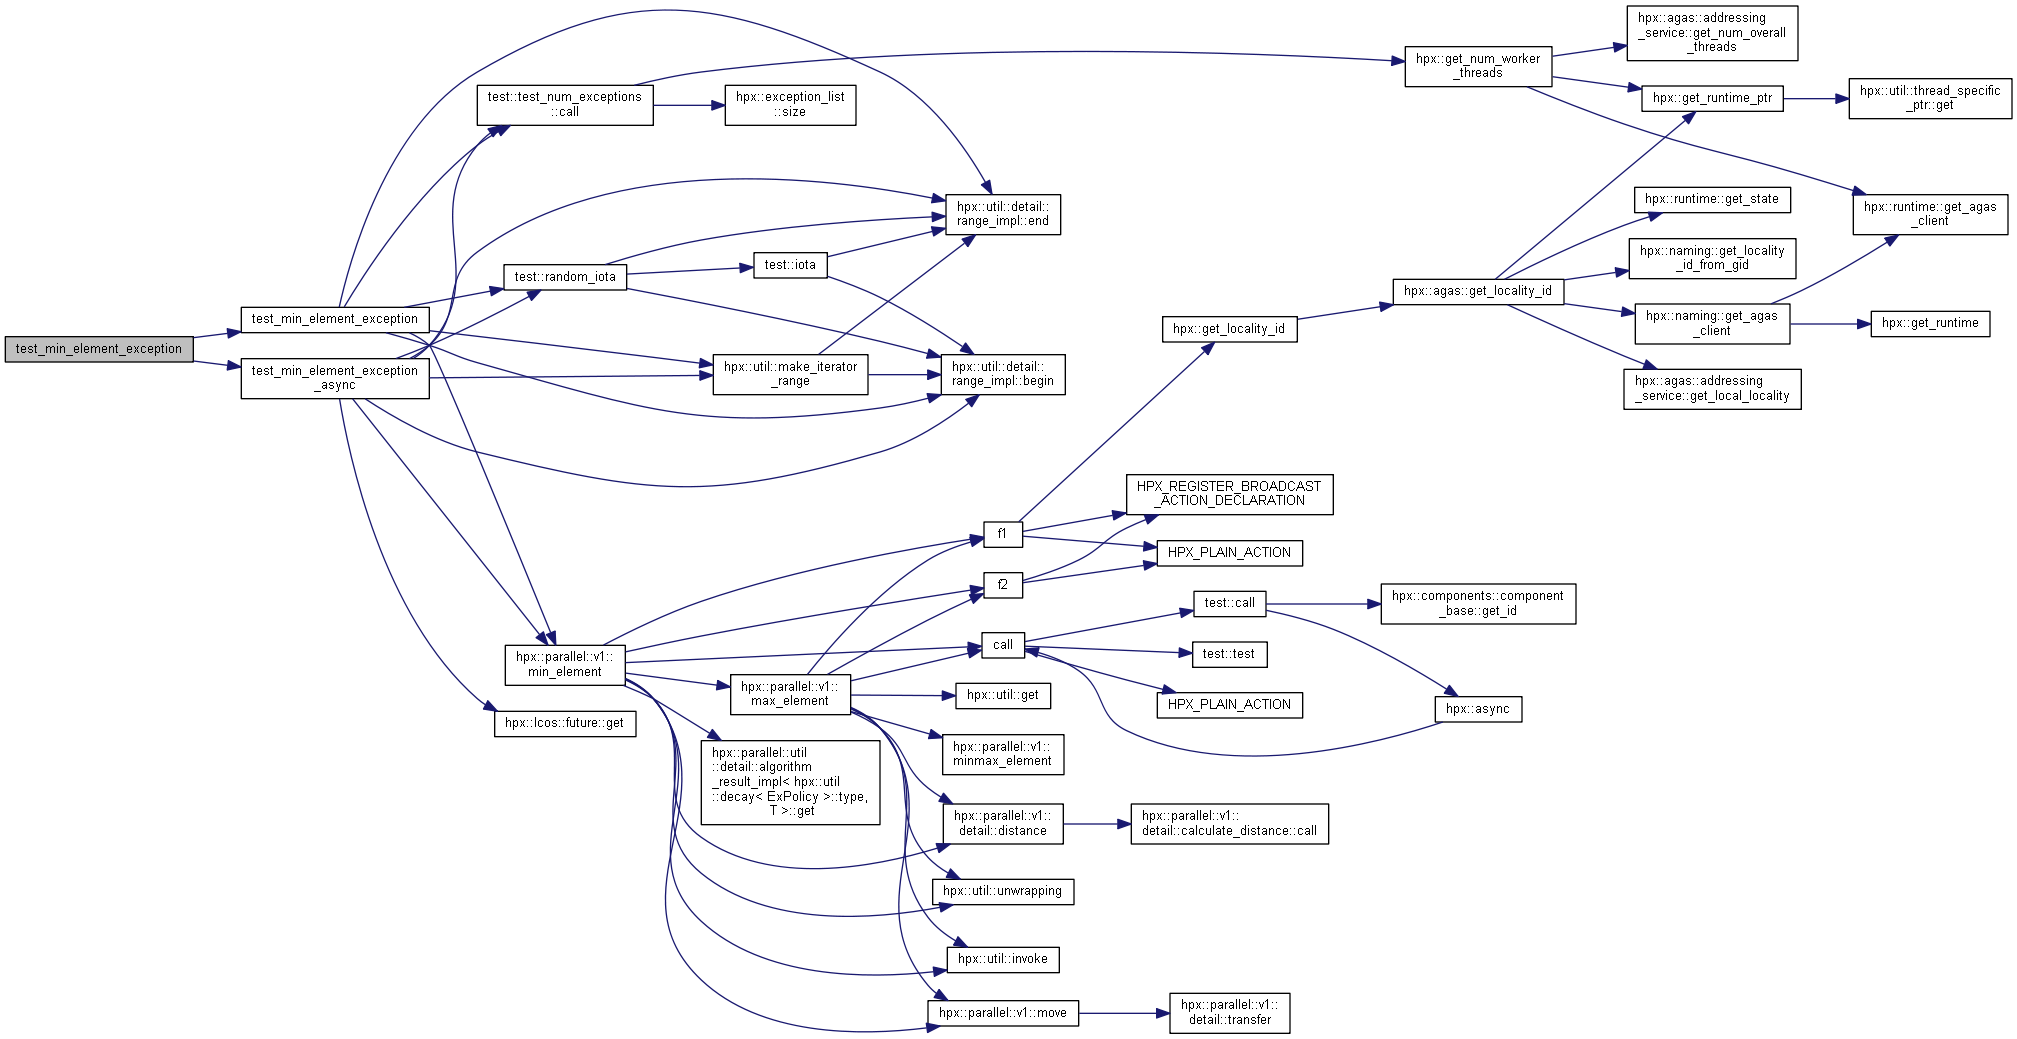 test_min_element_exception
test_min_element_exception
test_min_element_exception
_async
test::test_num_exceptions
::call
hpx::exception_list
::size
test::random_iota
test::iota
hpx::util::make_iterator
_range
hpx::util::detail::
range_impl::end
hpx::util::detail::
range_impl::begin
hpx::parallel::v1::
min_element
hpx::lcos::future::get
hpx::parallel::v1::
max_element
hpx::parallel::util
::detail::algorithm
_result_impl< hpx::util
::decay< ExPolicy >::type,
T >::get
f1
f2
call
hpx::util::get
hpx::parallel::v1::
minmax_element
hpx::parallel::v1::
detail::distance
hpx::util::unwrapping
hpx::util::invoke
hpx::parallel::v1::move
hpx::get_locality_id
HPX_REGISTER_BROADCAST
_ACTION_DECLARATION
HPX_PLAIN_ACTION
test::call
test::test
HPX_PLAIN_ACTION
hpx::parallel::v1::
detail::calculate_distance::call
hpx::parallel::v1::
detail::transfer
hpx::get_num_worker
_threads
hpx::agas::get_locality_id
hpx::components::component
_base::get_id
hpx::async
hpx::agas::addressing
_service::get_num_overall
_threads
hpx::get_runtime_ptr
hpx::runtime::get_state
hpx::naming::get_locality
_id_from_gid
hpx::naming::get_agas
_client
hpx::agas::addressing
_service::get_local_locality
hpx::util::thread_specific
_ptr::get
hpx::runtime::get_agas
_client
hpx::get_runtime